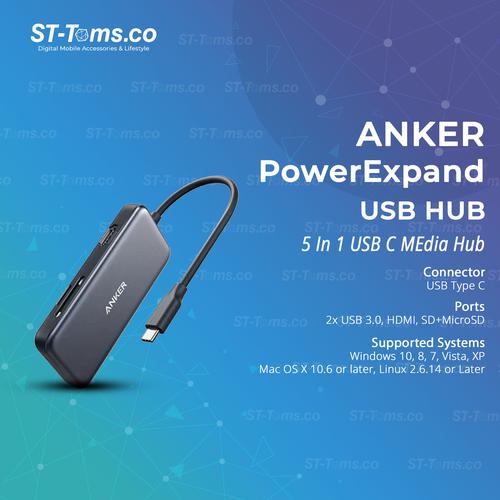 ST-Toms.co
Digital Mobile Accessories & Lifestyle
ANKER
PowerExpand
USB HUB
5 In 1 USB C MEdia Hub
Connector
USB Type C
Ports
2x USB 3.0, HDMI, SD+MicroSD
Supported Systems
Windows 10, 8, 7, Vista, XP
Mac OS X 10.6 or later, Linux 2.6.14 or Later
ANKER